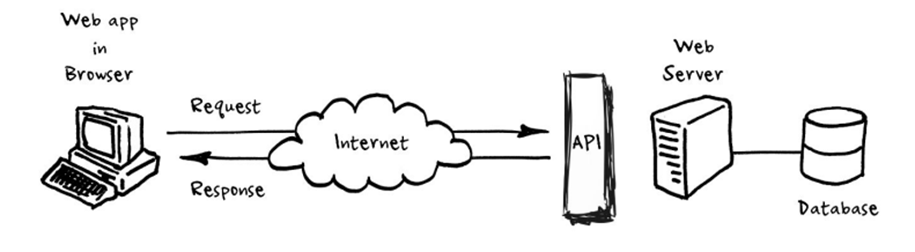 Web app
in
Browser
Request
Response
Internet
API
Web
Server
Database